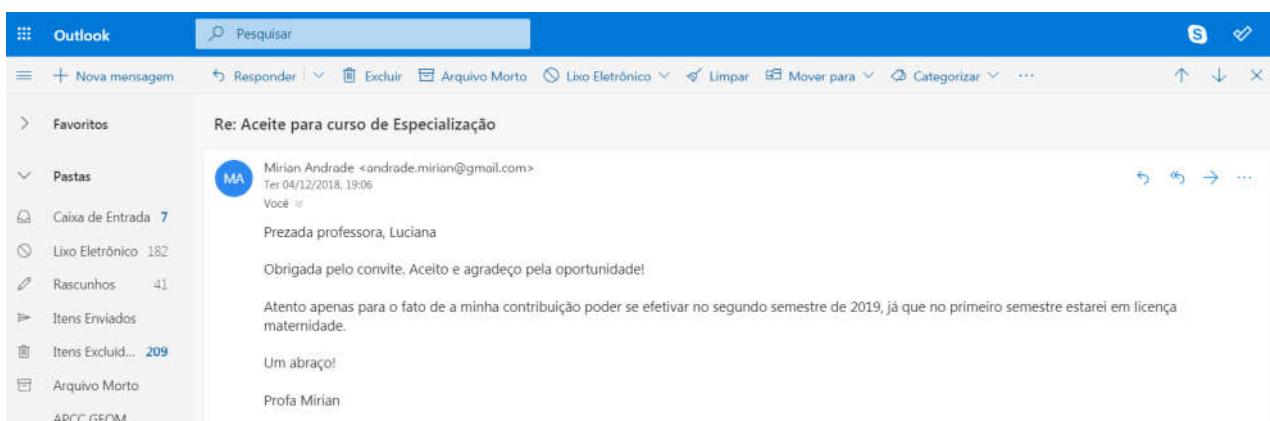 Outlook
Pesquisar
Nova mensagem
Responder
Excluir
Arquivo Morto
Lixo Eletrônico
Limpar
Mover para
Categorizar
Favoritos
Re: Aceite para curso de Especialização
Pastas
MA
Mirian Andrade <andrade.mirian@gmail.com>
Ter 04/12/2018, 19:06
Você
Caixa de Entrada 7
Prezada professora, Luciana
Lixo Eletrônico 182
Obrigada pelo convite. Aceito e agradeço pela oportunidade!
Rascunhos 41
Atento apenas para o fato de a minha contribuição poder se efetivar no segundo semestre de 2019, já que no primeiro semestre estarei em licença
maternidade.
Itens Enviados
Itens Excluíd... 209
Um abraço!
Arquivo Morto
Profa Mirian
APCC GEOM